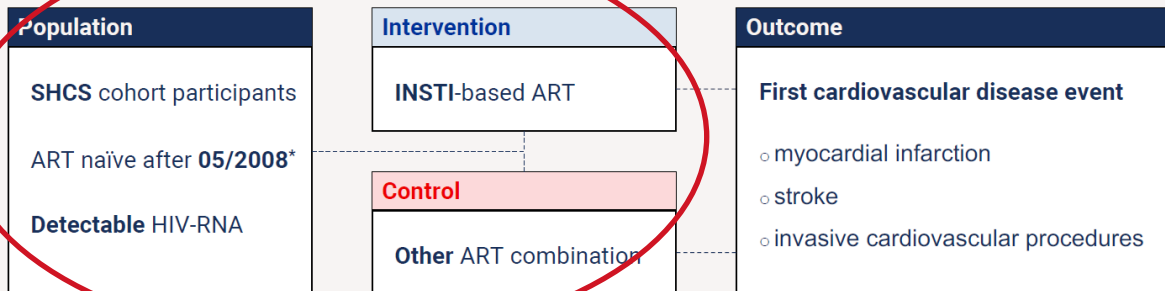 Population
SHCS cohort participants
ART naïve after 05/2008*
Detectable HIV-RNA
Intervention
INSTI-based ART
Control
Other ART combination
Outcome
First cardiovascular disease event
○ myocardial infarction
○ stroke
○ invasive cardiovascular procedures